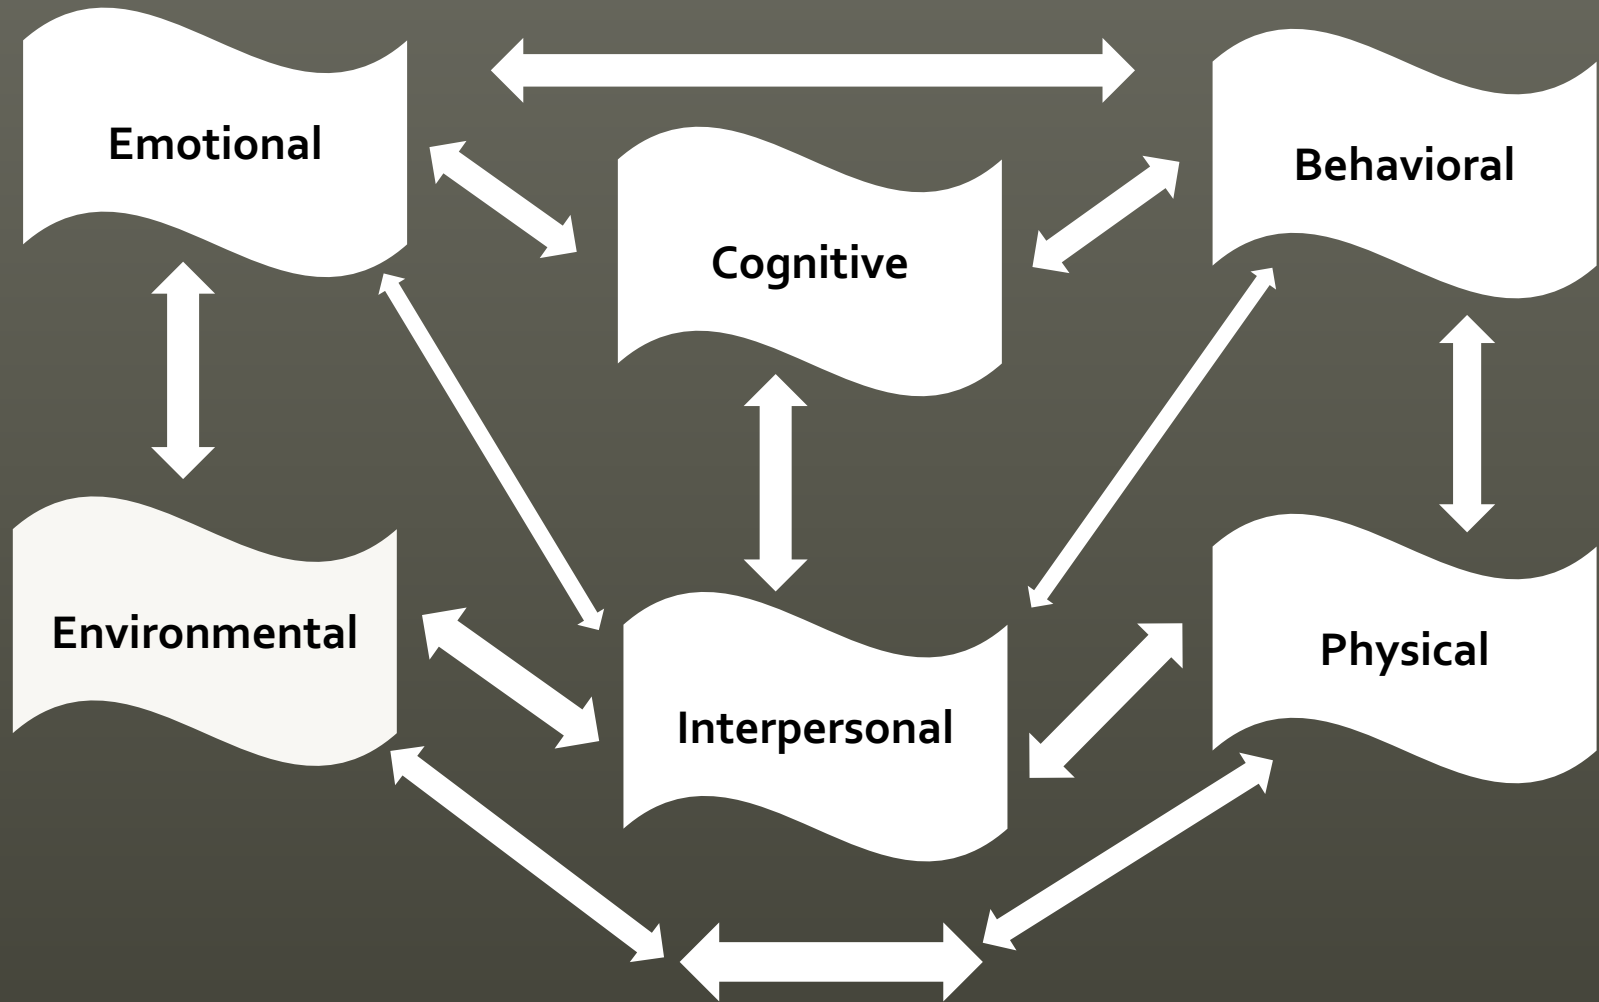 Emotional
Behavioral
Cognitive
Environmental
Physical
Interpersonal